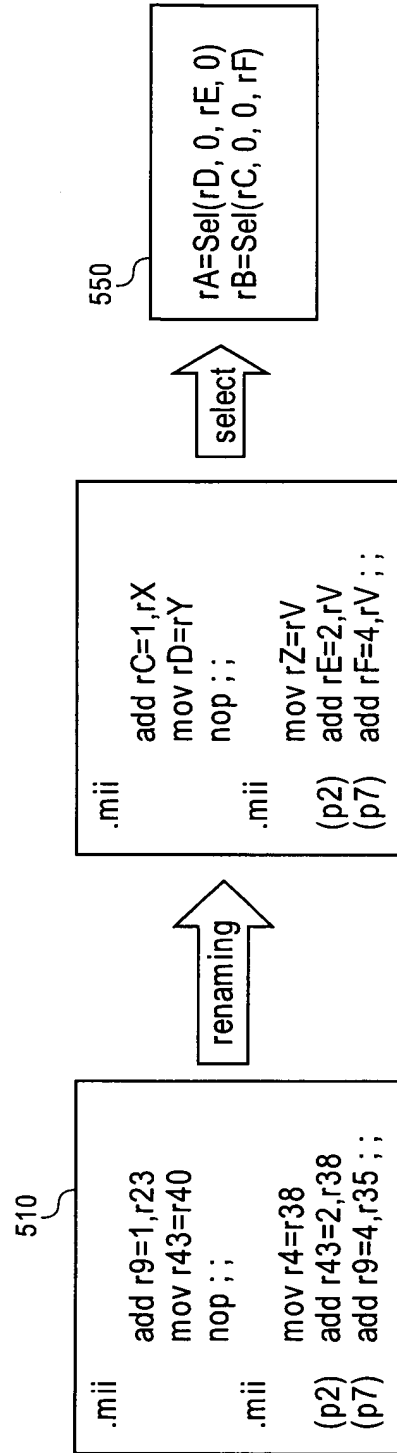 510
.mii
add r9=1,r23
mov r43=r40
nop ; ;
.mii
mov r4=r38
(p2) add r43=2,r38
(p7) add r9=4,r35 ; ;
renaming
.mii
add rC=1,rX
mov rD=rY
nop ; ;
.mii
mov rZ=rV
(p2) add rE=2,rV
(p7) add rF=4,rV ; ;
select
550
rA=Sel(rD, 0, rE, 0)
rB=Sel(rC, 0, 0, rF)